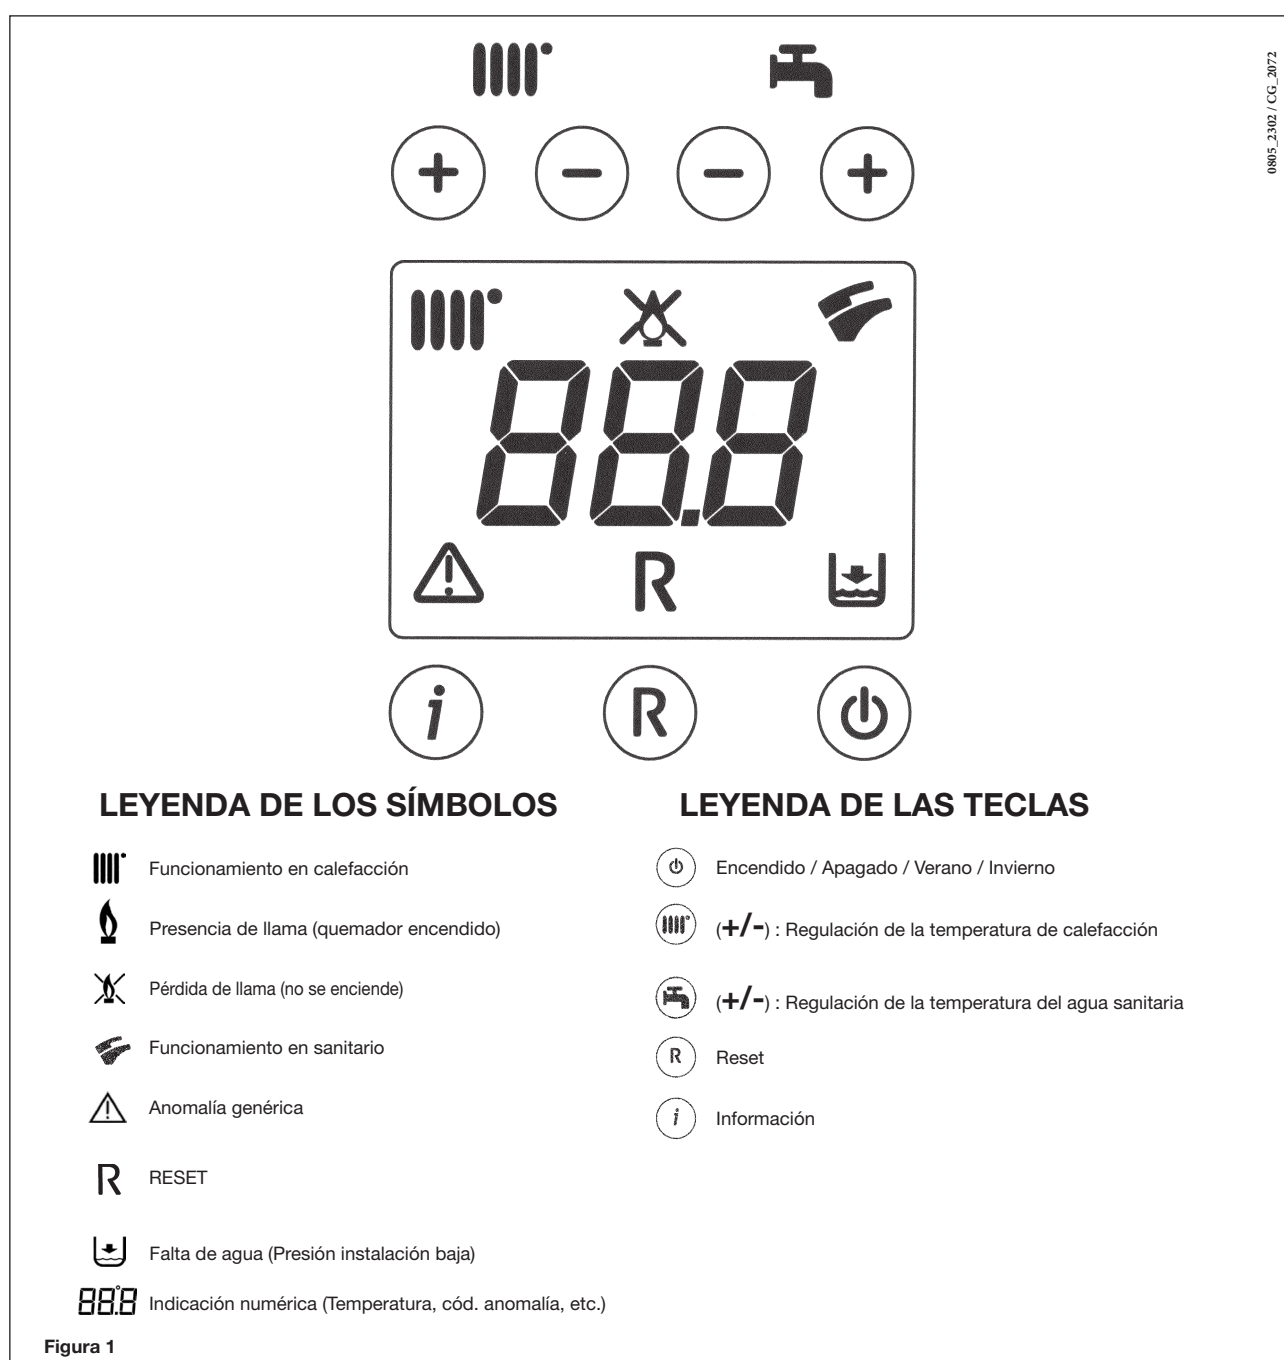 0805_2302 / CG_2072
88.8
R
i R
LEYENDA DE LOS SÍMBOLOS
Funcionamiento en calefacción
Presencia de llama (quemador encendido)
Pérdida de llama (no se enciende)
Funcionamiento en sanitario
Anomalía genérica
R RESET
Falta de agua (Presión instalación baja)
88.8 Indicación numérica (Temperatura, cód. anomalía, etc.)
LEYENDA DE LAS TECLAS
Encendido / Apagado / Verano / Invierno
(+/-) : Regulación de la temperatura de calefacción
(+/-) : Regulación de la temperatura del agua sanitaria
R Reset
i Información
Figura 1